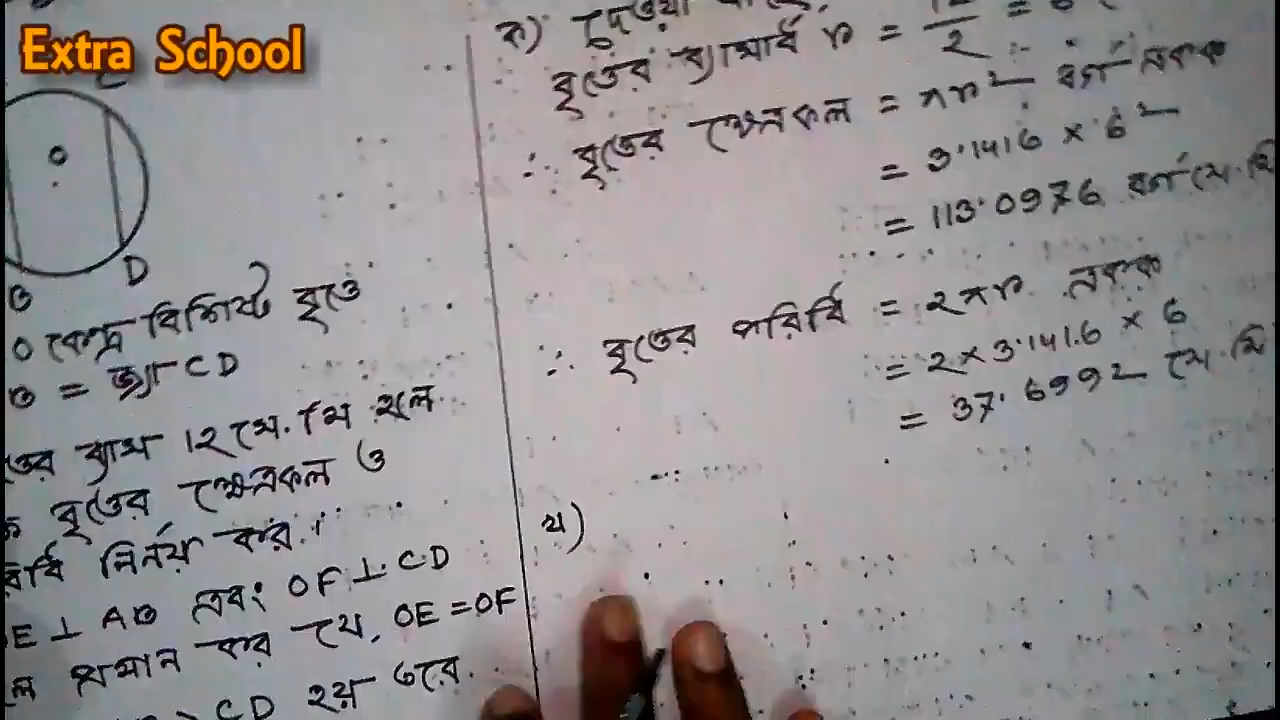 Extra School
C
O
B
D
O কেন্দ্র বিশিষ্ট বৃত্তে
B = জ্যা CD
ত্তের ব্যাস 12 সে.মি হলে
বৃত্তের ক্ষেত্রফল ও
রিধি নির্নয় কর।
E ⊥ AB এবং OF ⊥ CD
লে প্রমান কর যে, OE = OF
CD হয় তবে
ক) দেওয়া
বৃত্তের ব্যাসার্ধ r = 12/2 = 6
∴ বৃত্তের ক্ষেত্রফল = πr² বর্গ একক
= 3.1416 × 6²
= 113.0976 বর্গ সে.মি
∴ বৃত্তের পরিধি = 2πr একক
= 2 × 3.1416 × 6
= 37.6992 সে.মি
খ)